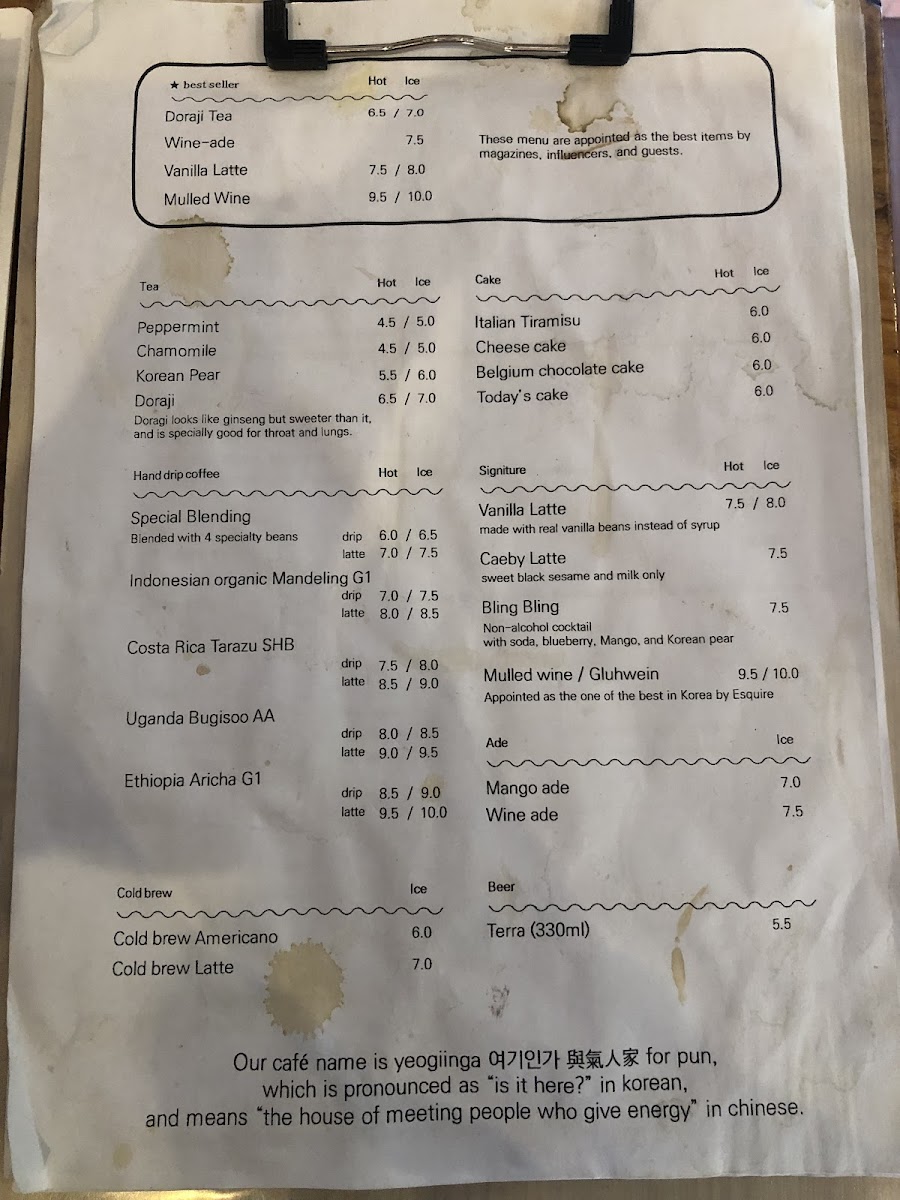 ★ best seller Hot Ice
Doraji Tea 6.5 / 7.0
Wine-ade 7.5
Vanilla Latte 7.5 / 8.0
Mulled Wine 9.5 / 10.0
These menu are appointed as the best items by
magazines, influencers, and guests.
Tea Hot Ice
Peppermint 4.5 / 5.0
Chamomile 4.5 / 5.0
Korean Pear 5.5 / 6.0
Doraji 6.5 / 7.0
Doragi looks like ginseng but sweeter than it,
and is specially good for throat and lungs.
Cake Hot Ice
Italian Tiramisu 6.0
Cheese cake 6.0
Belgium chocolate cake 6.0
Today's cake 6.0
Hand drip coffee Hot Ice
Special Blending
Blended with 4 specialty beans drip 6.0 / 6.5
latte 7.0 / 7.5
Indonesian organic Mandeling G1
drip 7.0 / 7.5
latte 8.0 / 8.5
Costa Rica Tarazu SHB
drip 7.5 / 8.0
latte 8.5 / 9.0
Uganda Bugisoo AA
drip 8.0 / 8.5
latte 9.0 / 9.5
Ethiopia Aricha G1
drip 8.5 / 9.0
latte 9.5 / 10.0
Signiture Hot Ice
Vanilla Latte 7.5 / 8.0
made with real vanilla beans instead of syrup
Caeby Latte 7.5
sweet black sesame and milk only
Bling Bling 7.5
Non-alcohol cocktail
with soda, blueberry, Mango, and Korean pear
Mulled wine / Gluhwein 9.5 / 10.0
Appointed as the one of the best in Korea by Esquire
Ade Ice
Mango ade 7.0
Wine ade 7.5
Cold brew Ice
Cold brew Americano 6.0
Cold brew Latte 7.0
Beer
Terra (330ml) 5.5
Our café name is yeogiinga 여기인가 與氣人家 for pun,
which is pronounced as "is it here?" in korean,
and means "the house of meeting people who give energy" in chinese.